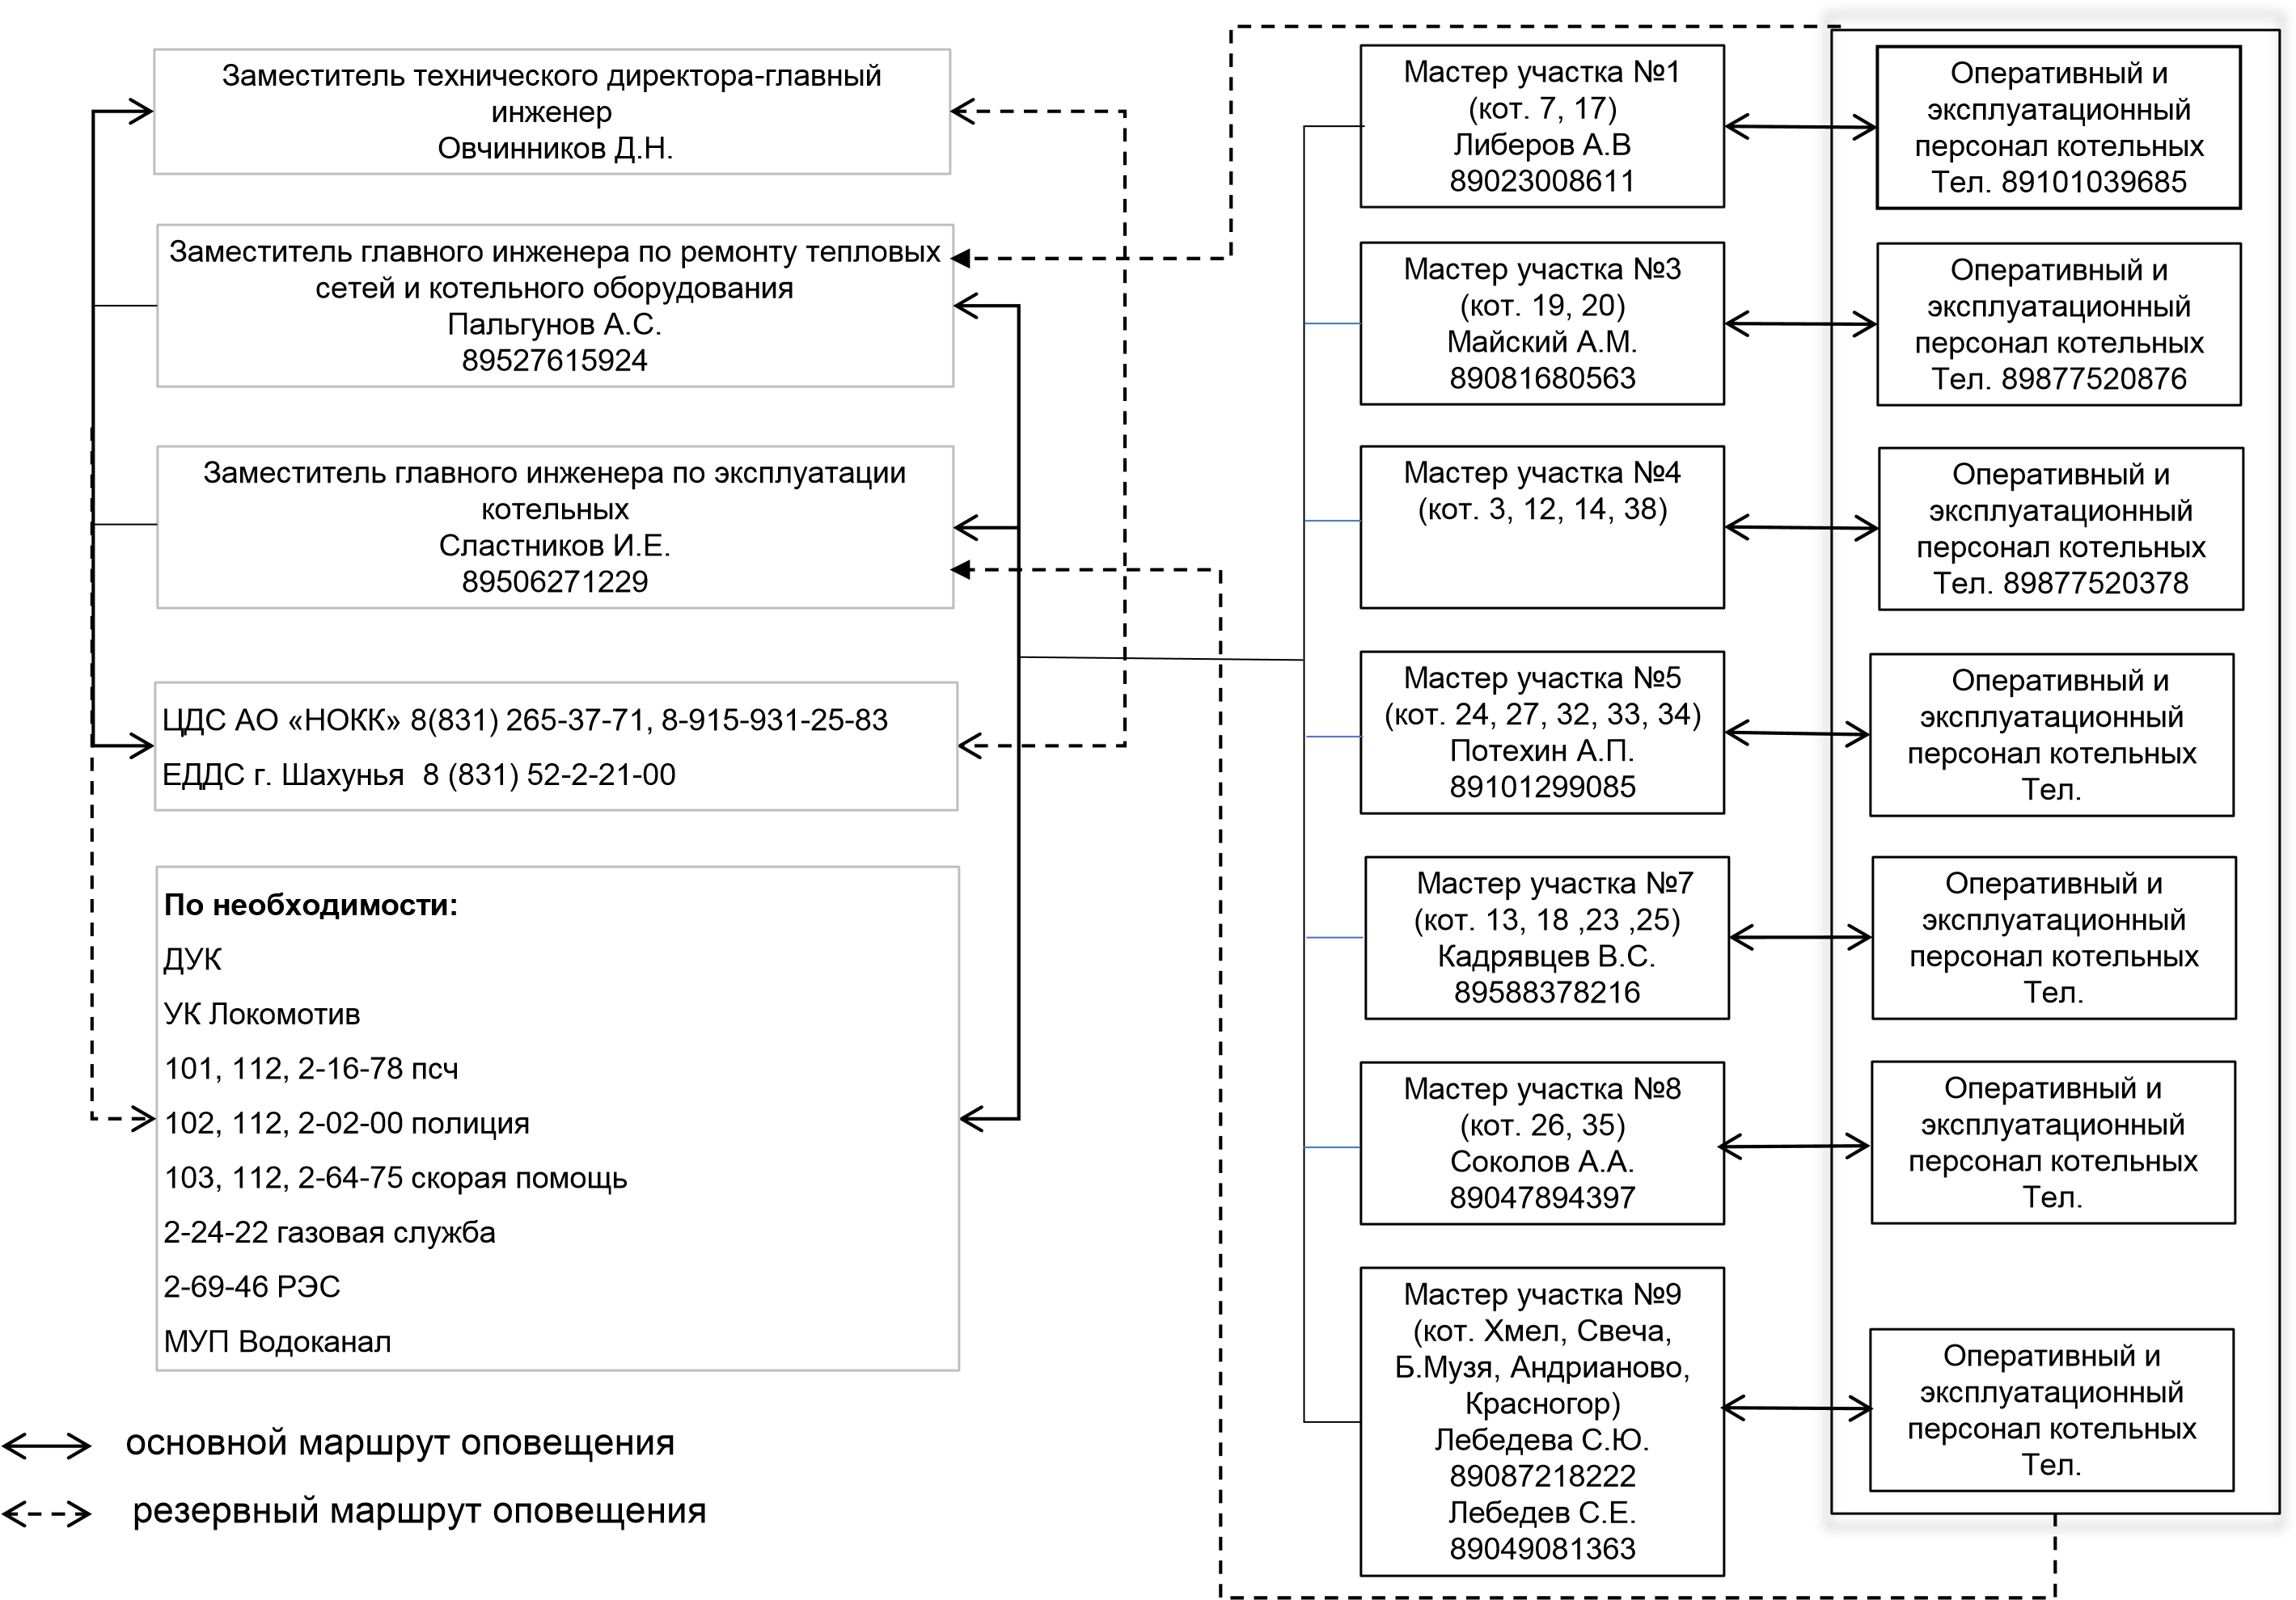 Заместитель технического директора-главный
инженер
Овчинников Д.Н.
Заместитель главного инженера по ремонту тепловых
сетей и котельного оборудования
Пальгунов А.С.
89527615924
Заместитель главного инженера по эксплуатации
котельных
Сластников И.Е.
89506271229
ЦДС АО «НОКК» 8(831) 265-37-71, 8-915-931-25-83
ЕДДС г. Шахунья  8 (831) 52-2-21-00
По необходимости:
ДУК
УК Локомотив
101, 112, 2-16-78 псч
102, 112, 2-02-00 полиция
103, 112, 2-64-75 скорая помощь
2-24-22 газовая служба
2-69-46 РЭС
МУП Водоканал
основной маршрут оповещения
резервный маршрут оповещения
Мастер участка №1
(кот. 7, 17)
Либеров А.В
89023008611
Мастер участка №3
(кот. 19, 20)
Майский А.М.
89081680563
Мастер участка №4
(кот. 3, 12, 14, 38)
Мастер участка №5
(кот. 24, 27, 32, 33, 34)
Потехин А.П.
89101299085
Мастер участка №7
(кот. 13, 18 ,23 ,25)
Кадрявцев В.С.
89588378216
Мастер участка №8
(кот. 26, 35)
Соколов А.А.
89047894397
Мастер участка №9
(кот. Хмел, Свеча,
Б.Музя, Андрианово,
Красногор)
Лебедева С.Ю.
89087218222
Лебедев С.Е.
89049081363
Оперативный и
эксплуатационный
персонал котельных
Тел. 89101039685
Оперативный и
эксплуатационный
персонал котельных
Тел. 89877520876
Оперативный и
эксплуатационный
персонал котельных
Тел. 89877520378
Оперативный и
эксплуатационный
персонал котельных
Тел.
Оперативный и
эксплуатационный
персонал котельных
Тел.
Оперативный и
эксплуатационный
персонал котельных
Тел.
Оперативный и
эксплуатационный
персонал котельных
Тел.